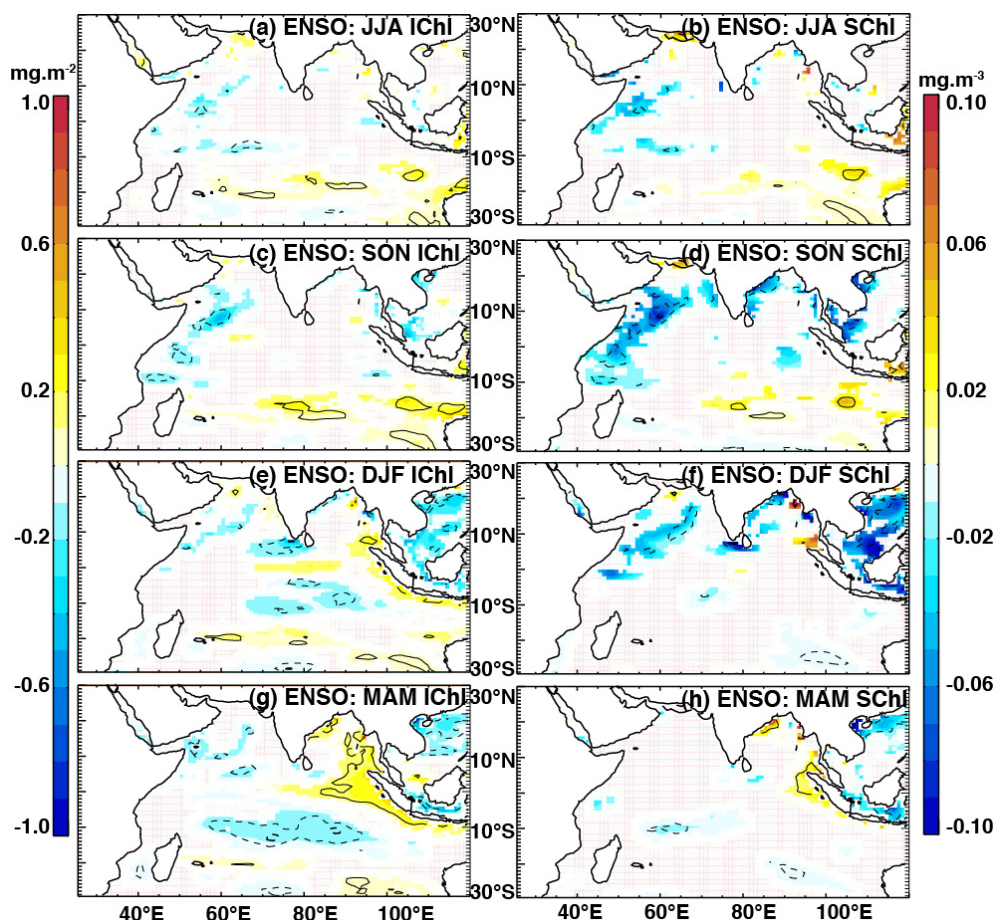 (a) ENSO: JJA IChl
30°N
(b) ENSO: JJA SChl
mg.m-2
mg.m-3
1.0
10°N
0.10
10°S
30°S
0.6
(c) ENSO: SON IChl
30°N
(d) ENSO: SON SChl
0.06
10°N
0.2
10°S
0.02
30°S
(e) ENSO: DJF IChl
30°N
(f) ENSO: DJF SChl
-0.2
10°N
-0.02
10°S
30°S
-0.6
(g) ENSO: MAM IChl
30°N
(h) ENSO: MAM SChl
-0.06
10°N
-1.0
10°S
-0.10
30°S
40°E 60°E 80°E 100°E 40°E 60°E 80°E 100°E